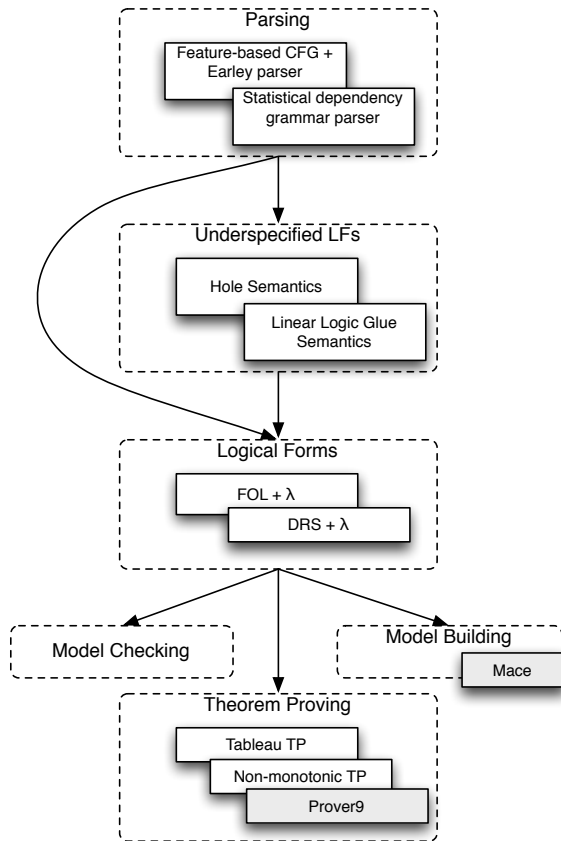 Parsing
Feature-based CFG +
Earley parser
Statistical dependency
grammar parser
Underspecified LFs
Hole Semantics
Linear Logic Glue
Semantics
Logical Forms
FOL + λ
DRS + λ
Model Checking
Model Building
Mace
Theorem Proving
Tableau TP
Non-monotonic TP
Prover9